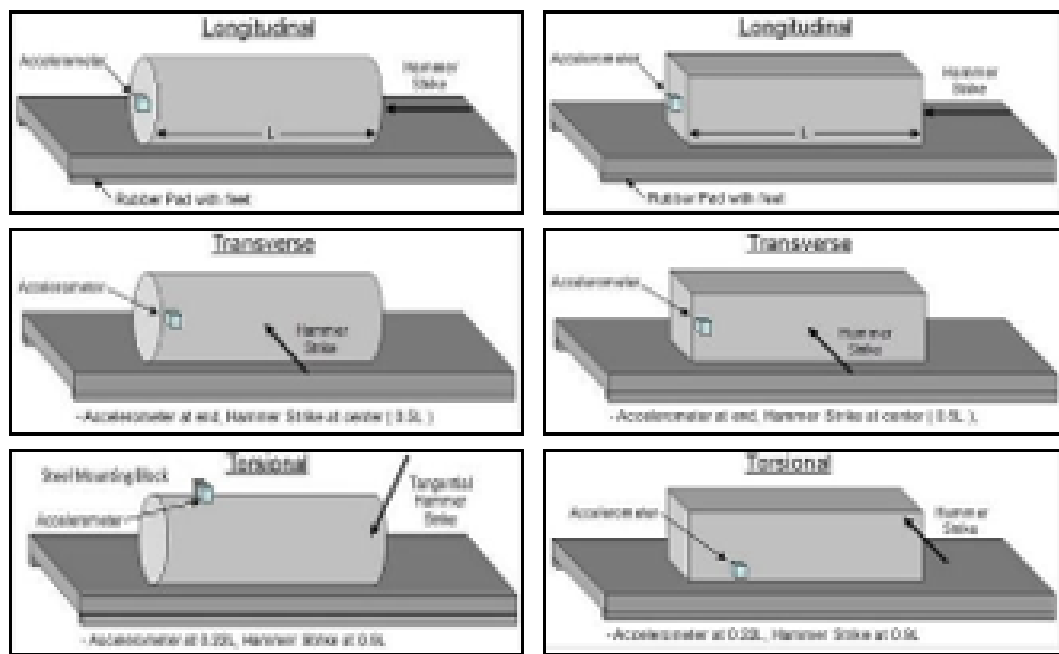 Longitudinal
Accelerometer
Hammer
Strike
L
Rubber Pad with feet
Longitudinal
Accelerometer
Hammer
Strike
L
Rubber Pad with feet
Transverse
Accelerometer
Hammer
Strike
- Accelerometer at end, Hammer Strike at center ( 0.5L )
Transverse
Accelerometer
Hammer
Strike
- Accelerometer at end, Hammer Strike at center ( 0.5L ),
Torsional
Steel Mounting Block
Accelerometer
Tangential
Hammer
Strike
- Accelerometer at 0.22L, Hammer Strike at 0.9L
Torsional
Accelerometer
Hammer
Strike
- Accelerometer at 0.22L, Hammer Strike at 0.9L